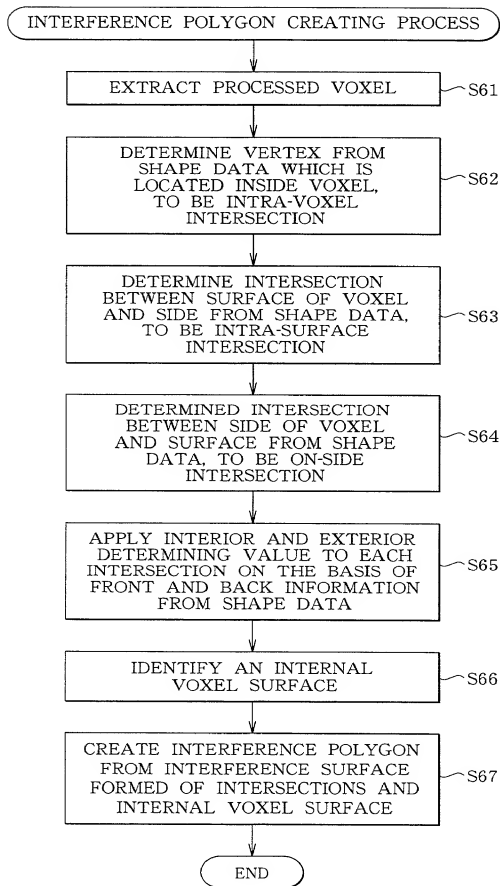 INTERFERENCE POLYGON CREATING PROCESS
EXTRACT PROCESSED VOXEL
S61
DETERMINE VERTEX FROM
SHAPE DATA WHICH IS
LOCATED INSIDE VOXEL,
TO BE INTRA-VOXEL
INTERSECTION
S62
DETERMINE INTERSECTION
BETWEEN SURFACE OF VOXEL
AND SIDE FROM SHAPE DATA,
TO BE INTRA-SURFACE
INTERSECTION
S63
DETERMINED INTERSECTION
BETWEEN SIDE OF VOXEL
AND SURFACE FROM SHAPE
DATA, TO BE ON-SIDE
INTERSECTION
S64
APPLY INTERIOR AND EXTERIOR
DETERMINING VALUE TO EACH
INTERSECTION ON THE BASIS OF
FRONT AND BACK INFORMATION
FROM SHAPE DATA
S65
IDENTIFY AN INTERNAL
VOXEL SURFACE
S66
CREATE INTERFERENCE POLYGON
FROM INTERFERENCE SURFACE
FORMED OF INTERSECTIONS AND
INTERNAL VOXEL SURFACE
S67
END